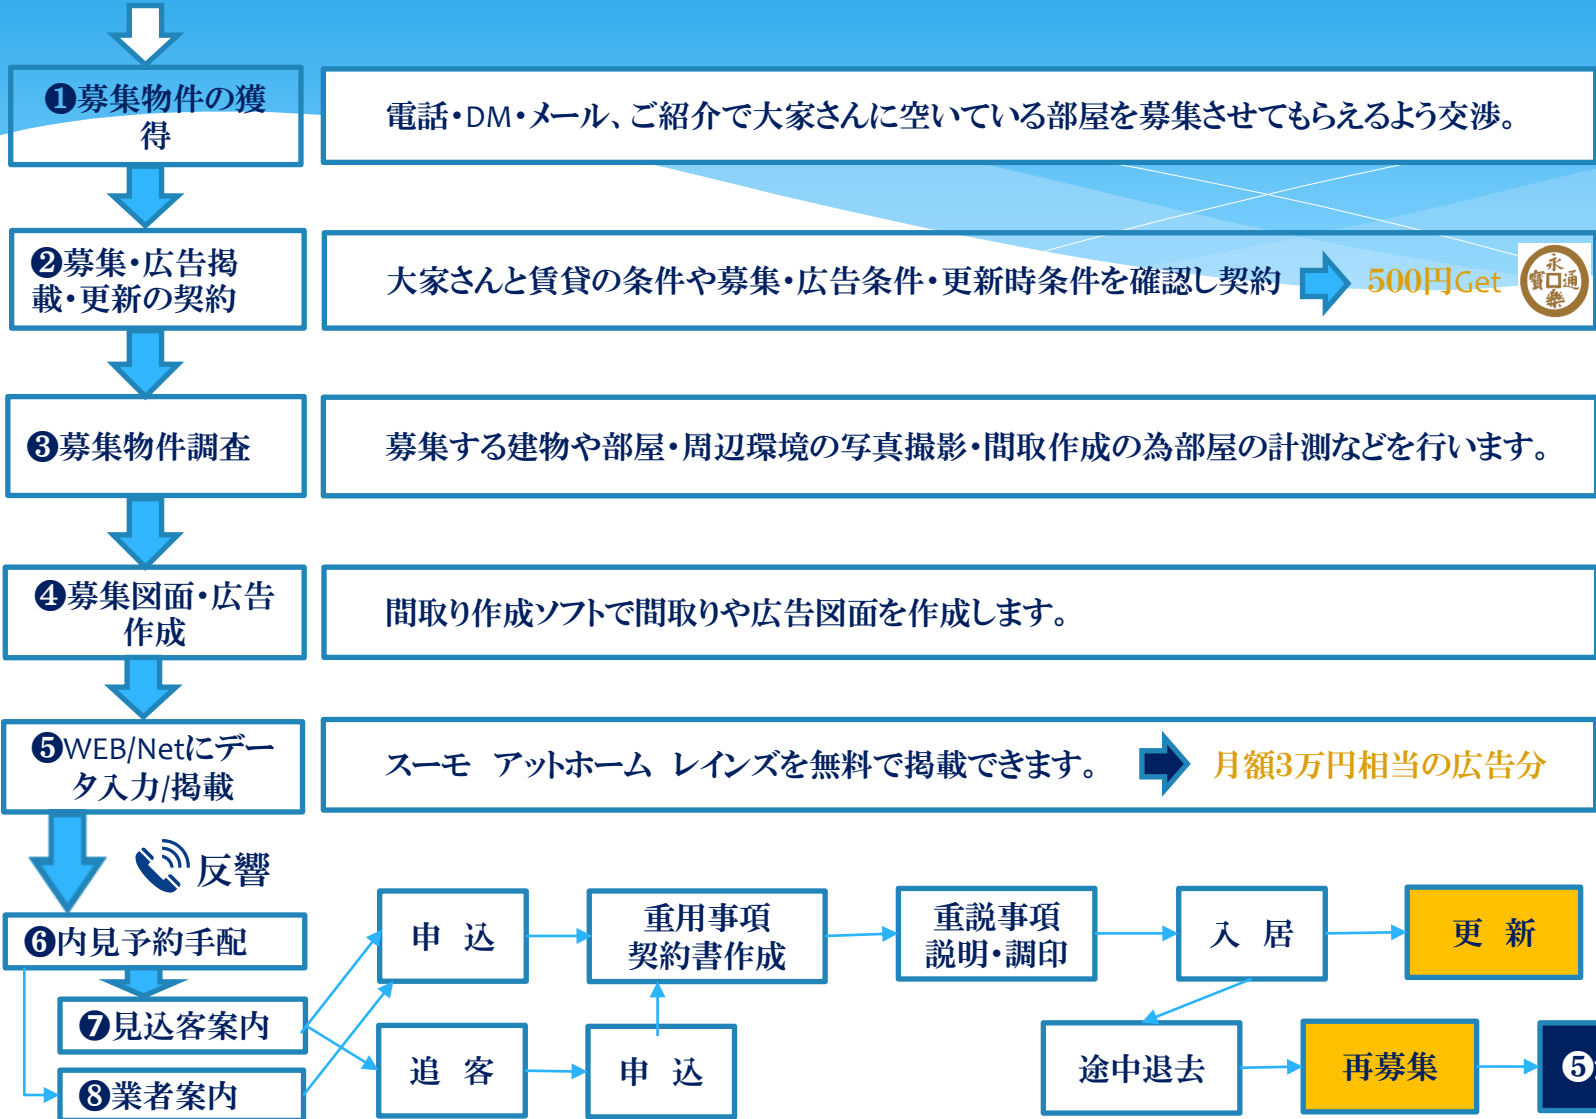 ❶募集物件の獲
得
電話・DM・メール、ご紹介で大家さんに空いている部屋を募集させてもらえるよう交渉。
❷募集・広告掲
載・更新の契約
大家さんと賃貸の条件や募集・広告条件・更新時条件を確認し契約
500円Get
永
通
寳
樂
❸募集物件調査
募集する建物や部屋・周辺環境の写真撮影・間取作成の為部屋の計測などを行います。
❹募集図面・広告
作成
間取り作成ソフトで間取りや広告図面を作成します。
❺WEB/Netにデー
タ入力/掲載
スーモ アットホーム レインズを無料で掲載できます。
月額3万円相当の広告分
反響
❻内見予約手配
❼見込客案内
❽業者案内
申 込
重用事項
契約書作成
重説事項
説明・調印
入 居
更 新
追 客
申 込
途中退去
再募集
❺